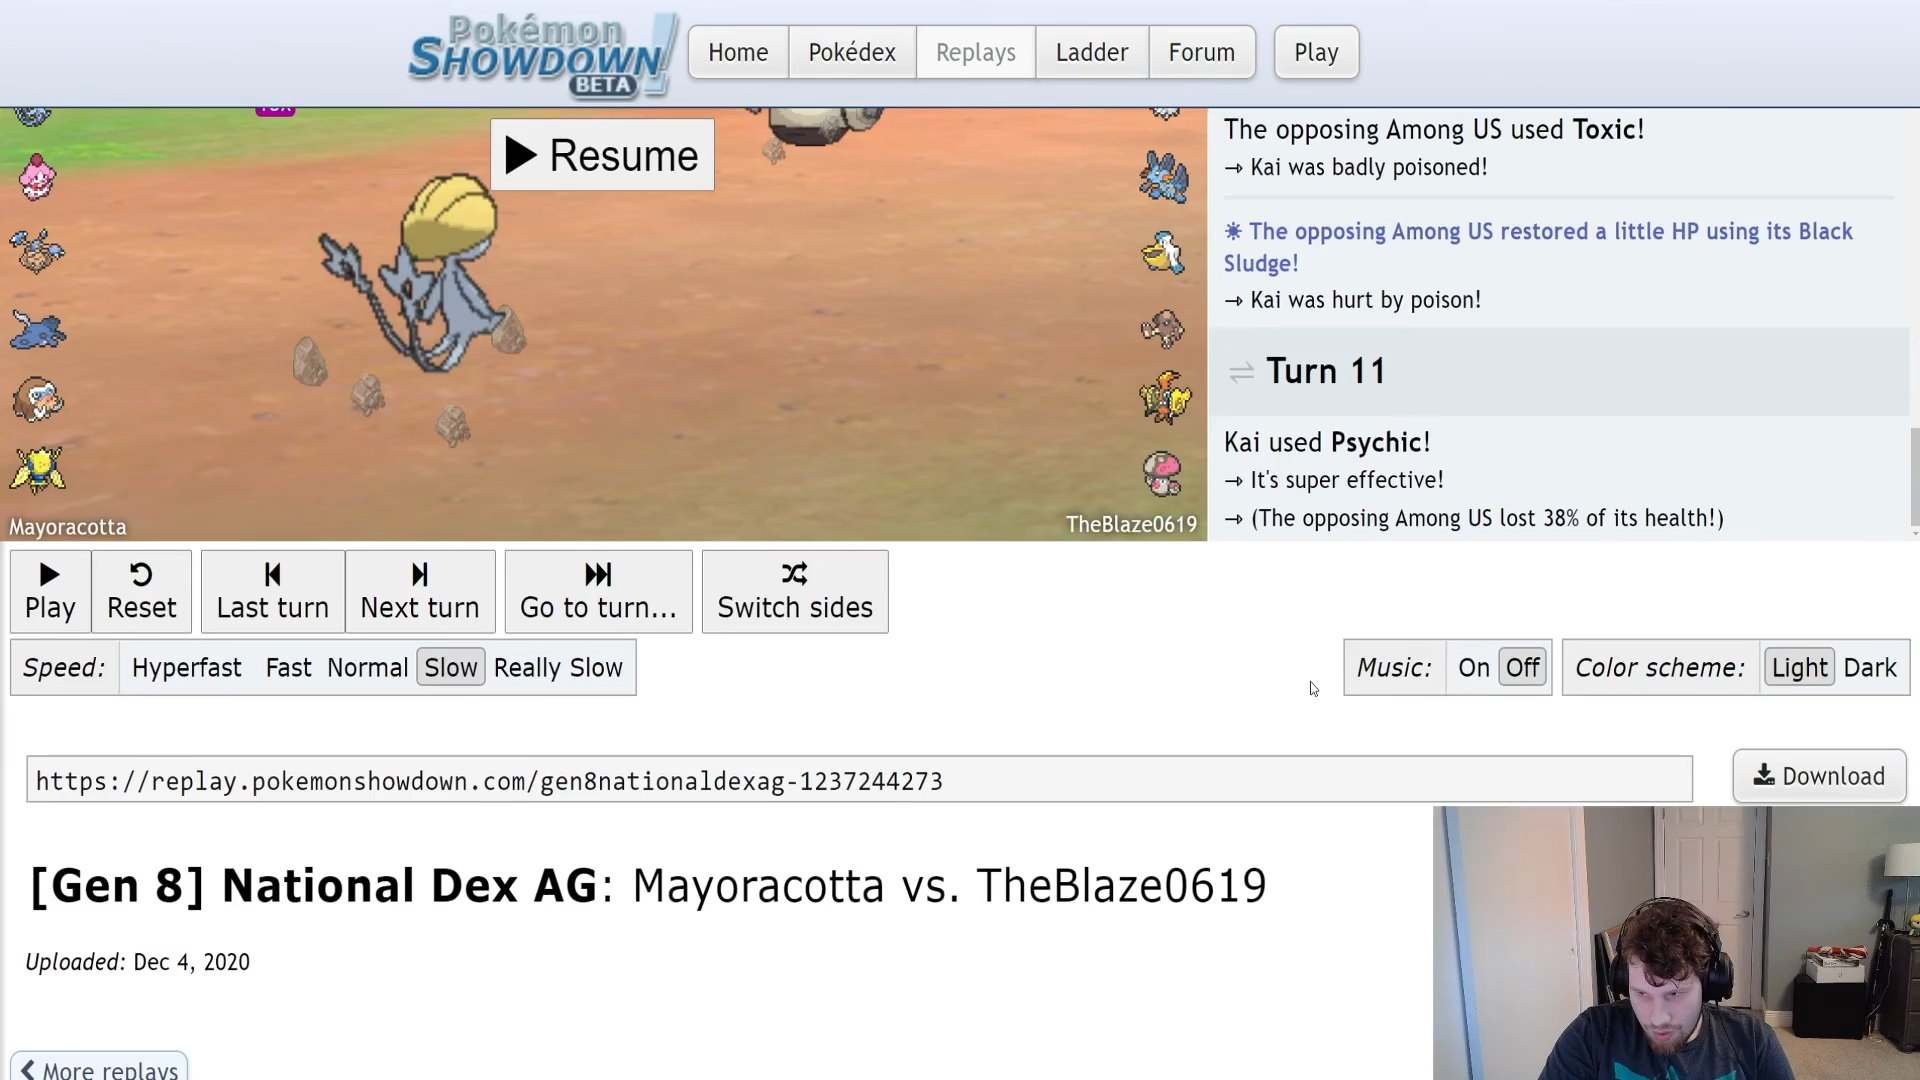 Pokémon
SHOWDOWN!
BETA
Home
Pokédex
Replays
Ladder
Forum
Play
TOX
Resume
Mayoracotta
TheBlaze0619
The opposing Among US used Toxic!
→ Kai was badly poisoned!
The opposing Among US restored a little HP using its Black
Sludge!
→ Kai was hurt by poison!
Turn 11
Kai used Psychic!
→ It's super effective!
→ (The opposing Among US lost 38% of its health!)
Play
Reset
Last turn
Next turn
Go to turn...
Switch sides
Speed: Hyperfast Fast Normal Slow Really Slow
Music: On Off
Color scheme: Light Dark
https://replay.pokemonshowdown.com/gen8nationaldexag-1237244273
Download
[Gen 8] National Dex AG: Mayoracotta vs. TheBlaze0619
Uploaded: Dec 4, 2020
More replays